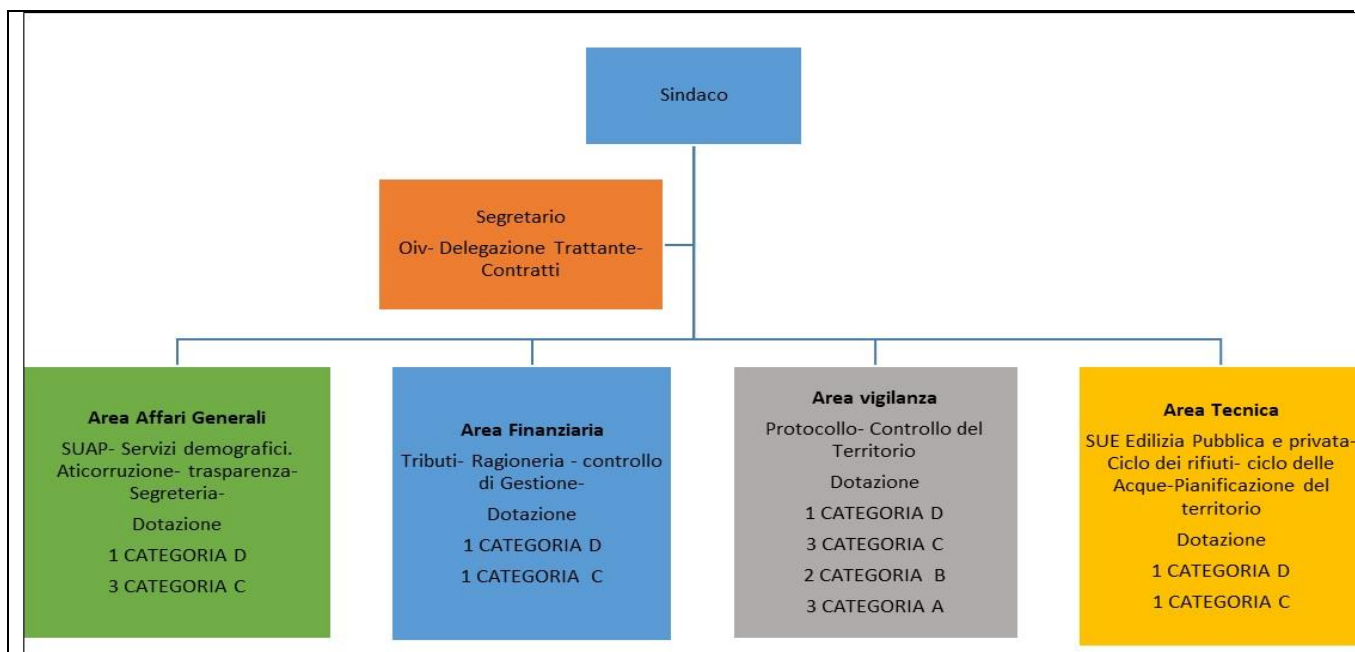 Sindaco
Segretario
Oiv- Delegazione Trattante-
Contratti
Area Affari Generali
SUAP- Servizi demografici.
Aticorruzione- trasparenza-
Segreteria-
Dotazione
1 CATEGORIA D
3 CATEGORIA C
Area Finanziaria
Tributi- Ragioneria - controllo
di Gestione-
Dotazione
1 CATEGORIA D
1 CATEGORIA C
Area vigilanza
Protocollo- Controllo del
Territorio
Dotazione
1 CATEGORIA D
3 CATEGORIA C
2 CATEGORIA B
3 CATEGORIA A
Area Tecnica
SUE Edilizia Pubblica e privata-
Ciclo dei rifiuti- ciclo delle
Acque-Pianificazione del
territorio
Dotazione
1 CATEGORIA D
1 CATEGORIA C